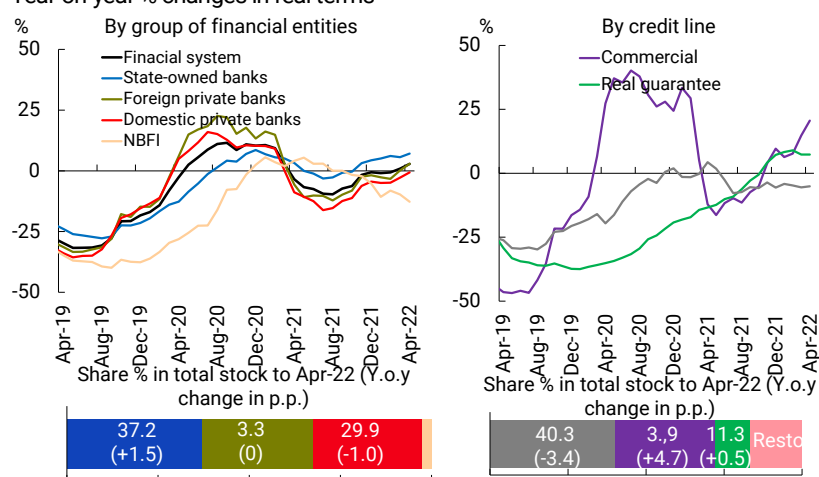 Year on year % changes in real terms
% By group of financial entities
50
25
0
-25
-50
Finacial system
State-owned banks
Foreign private banks
Domestic private banks
NBFI
Apr-19
Aug-19
Dec-19
Apr-20
Aug-20
Dec-20
Apr-21
Aug-21
Dec-21
Apr-22
Share % in total stock to Apr-22 (Y.o.y
change in p.p.)
37.2
(+1.5)
3.3
(0)
29.9
(-1.0)
% By credit line
50
25
0
-25
-50
Commercial
Real guarantee
Apr-19
Aug-19
Dec-19
Apr-20
Aug-20
Dec-20
Apr-21
Aug-21
Dec-21
Apr-22
Share % in total stock to Apr-22 (Y.o.y
change in p.p.)
40.3
(-3.4)
3.,9
(+4.7)
11.3
(+0.5)
Resto